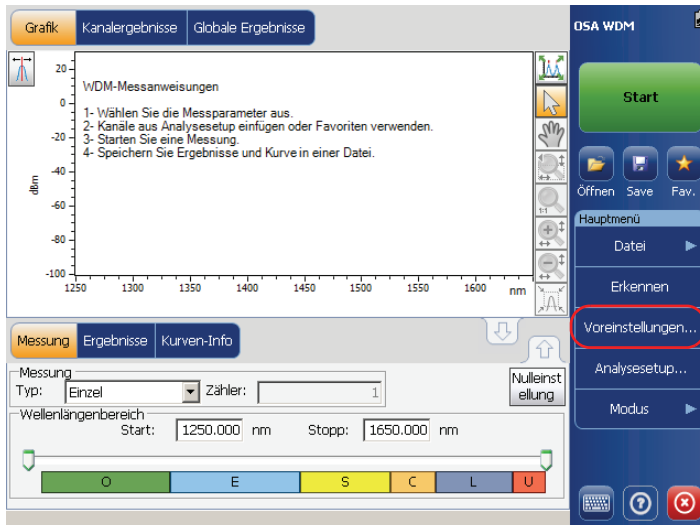 Grafik Kanalergebnisse Globale Ergebnisse
20
0
-20
-40
-60
-80
-100
dBm
WDM-Messanweisungen
1- Wählen Sie die Messparameter aus.
2- Kanäle aus Analysesetup einfügen oder Favoriten verwenden.
3- Starten Sie eine Messung.
4- Speichern Sie Ergebnisse und Kurve in einer Datei.
1250 1300 1350 1400 1450 1500 1550 1600 nm
1:1
Messung Ergebnisse Kurven-Info
Messung
Typ: Einzel Zähler: 1
Nulleinst
ellung
Wellenlängenbereich
Start: 1250.000 nm Stopp: 1650.000 nm
O E S C L U
OSA WDM
Start
Öffnen Save Fav.
Hauptmenü
Datei
Erkennen
Voreinstellungen...
Analysesetup...
Modus